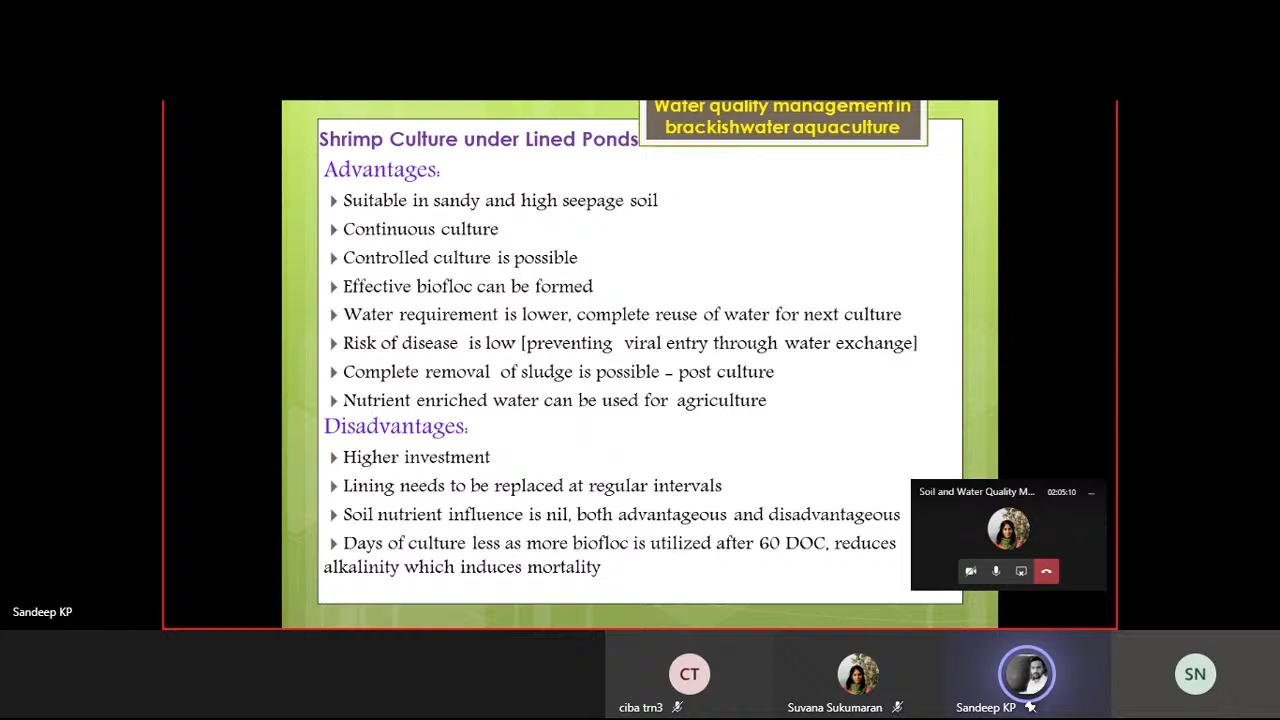 Water quality management in
brackishwater aquaculture
Shrimp Culture under Lined Ponds
Advantages:
Suitable in sandy and high seepage soil
Continuous culture
Controlled culture is possible
Effective biofloc can be formed
Water requirement is lower, complete reuse of water for next culture
Risk of disease is low [preventing viral entry through water exchange]
Complete removal of sludge is possible – post culture
Nutrient enriched water can be used for agriculture
Disadvantages:
Higher investment
Lining needs to be replaced at regular intervals
Soil nutrient influence is nil, both advantageous and disadvantageous
Days of culture less as more biofloc is utilized after 60 DOC, reduces
alkalinity which induces mortality
Soil and Water Quality M... 02:05:10
Sandeep KP
CT
SN
ciba trn3
Suvana Sukumaran
Sandeep KP